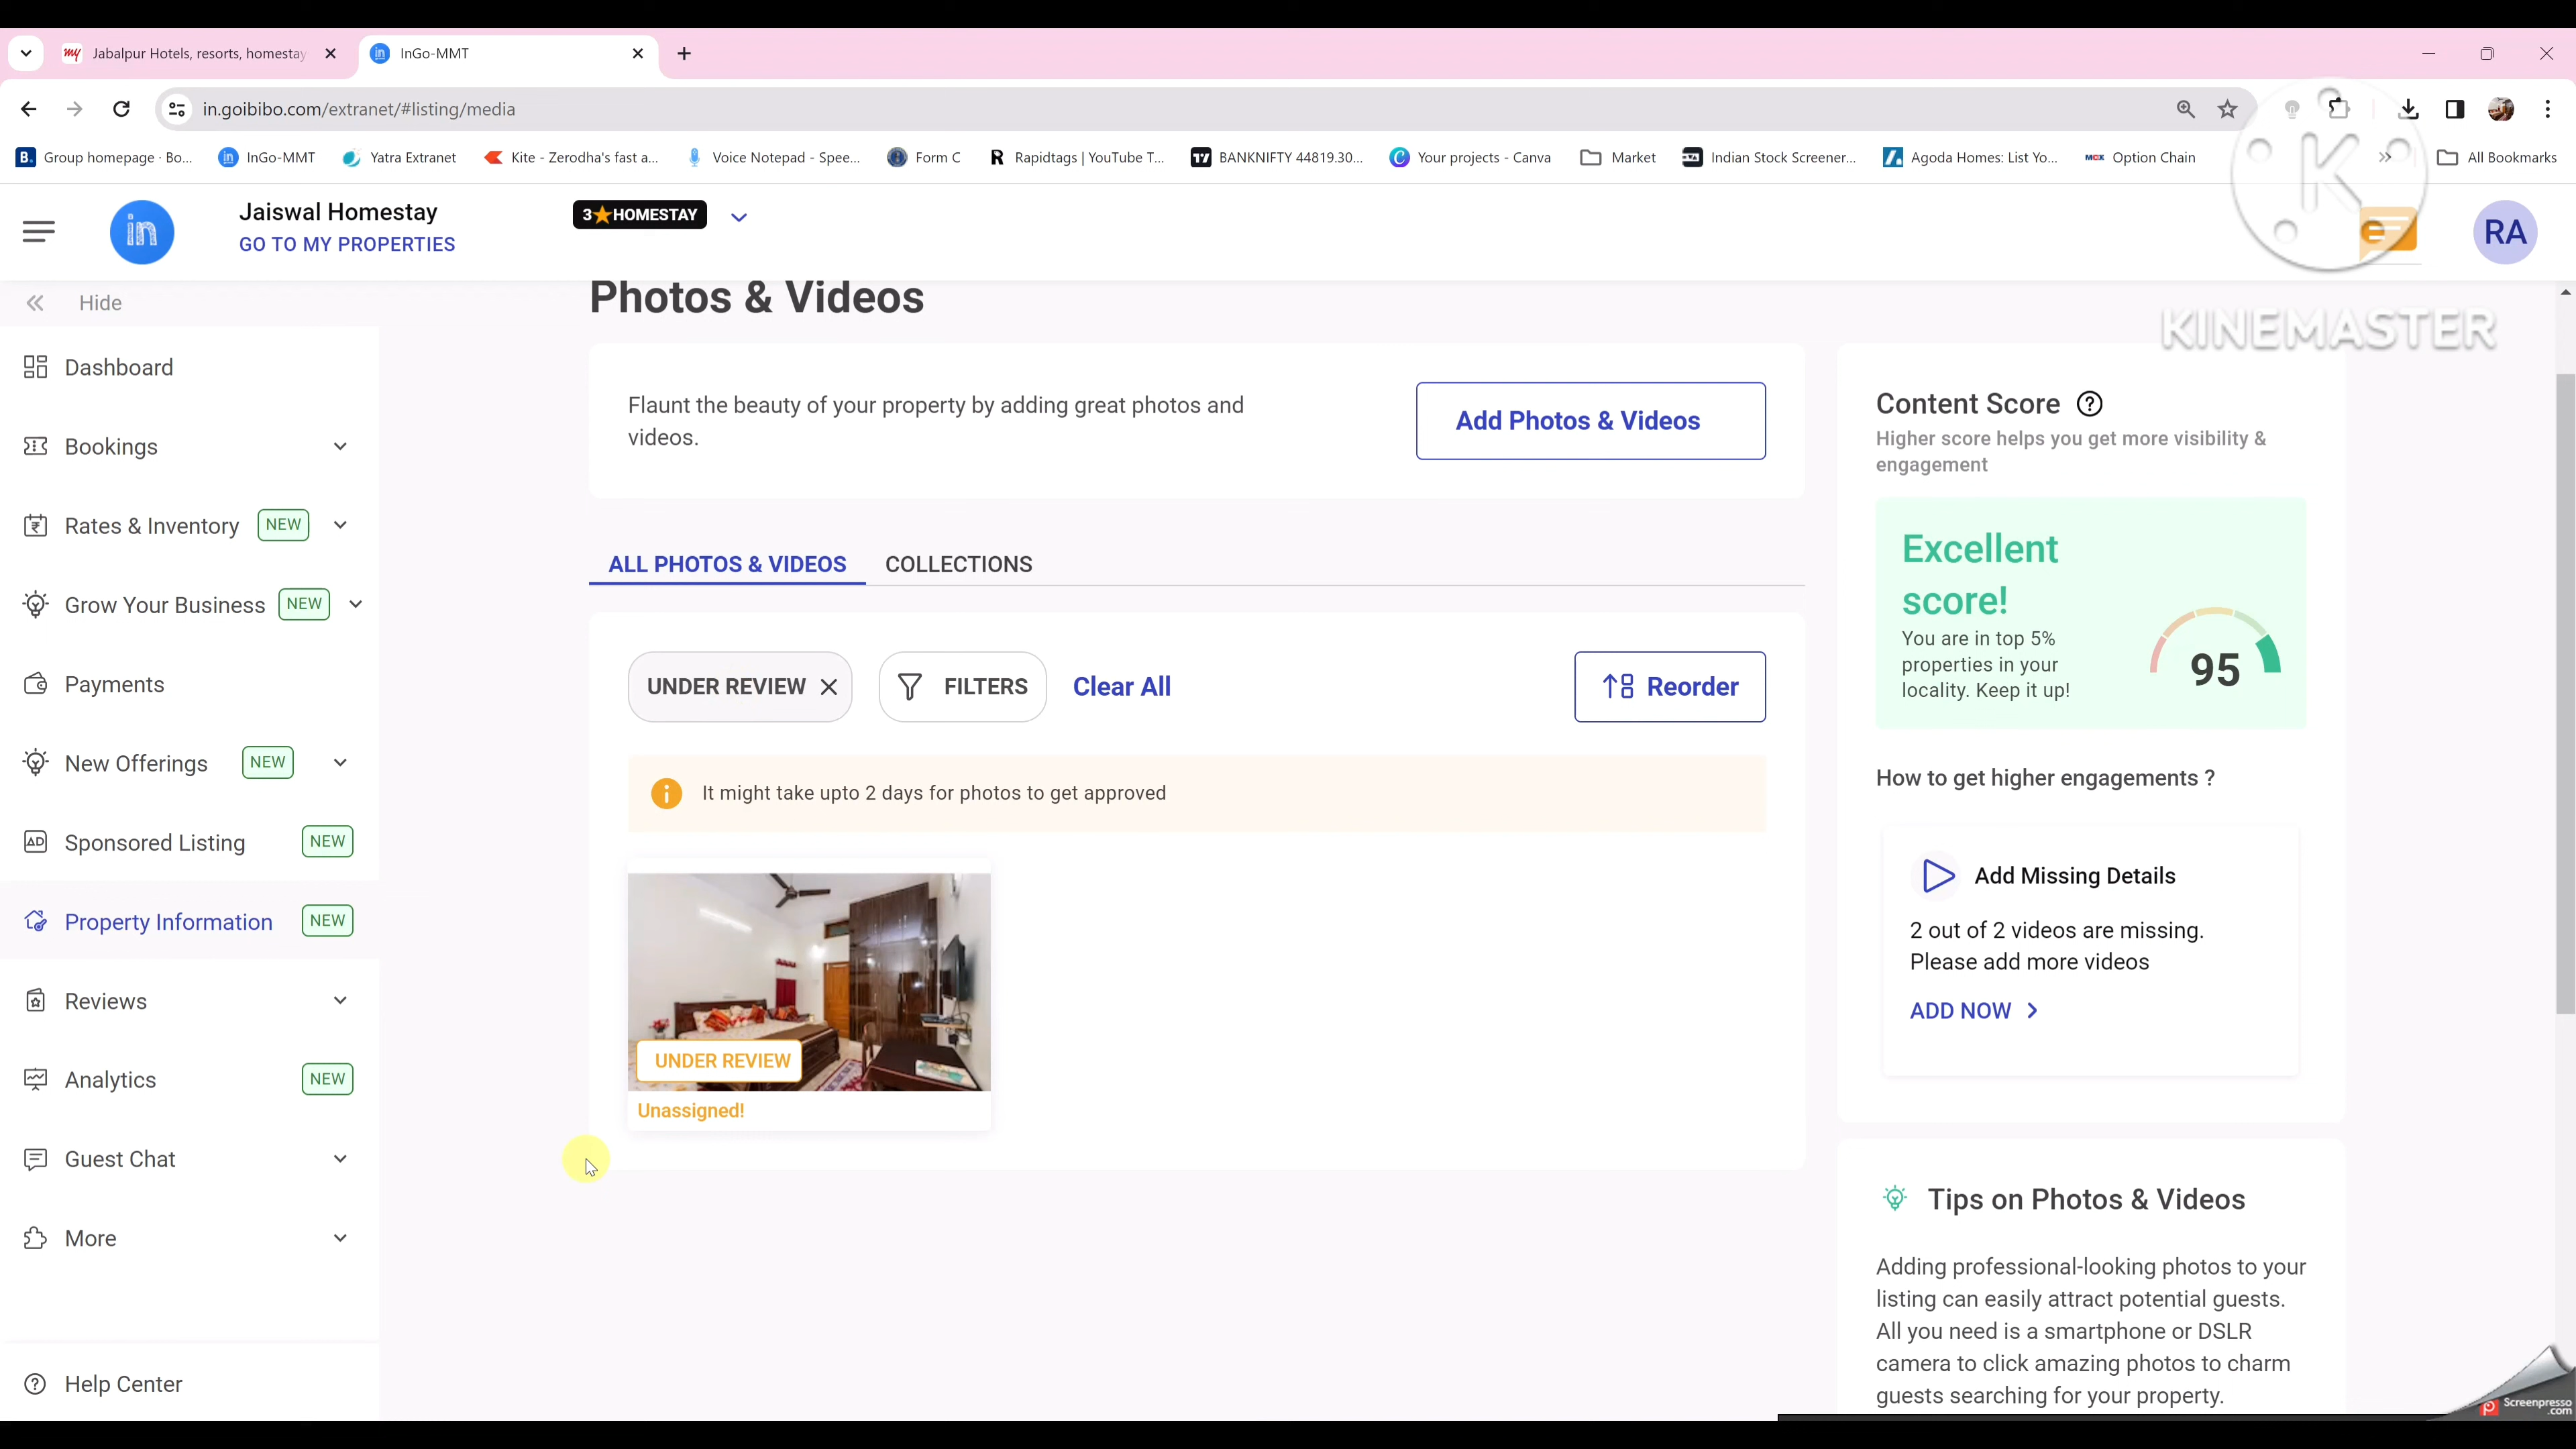 my Jabalpur Hotels, resorts, homestay
in InGo-MMT
in.goibibo.com/extranet/#listing/media
B. Group homepage · Bo...
in InGo-MMT
Yatra Extranet
Kite - Zerodha's fast a...
Voice Notepad - Spee...
Form C
R Rapidtags | YouTube T...
BANKNIFTY 44819.30...
C Your projects - Canva
Market
Indian Stock Screener...
Agoda Homes: List Yo...
MCX Option Chain
All Bookmarks
K
KINEMASTER
in
Jaiswal Homestay
GO TO MY PROPERTIES
3★HOMESTAY
RA
Hide
Dashboard
Bookings
Rates & Inventory NEW
Grow Your Business NEW
Payments
New Offerings NEW
AD Sponsored Listing NEW
Property Information NEW
Reviews
Analytics NEW
Guest Chat
More
Help Center
Photos & Videos
Flaunt the beauty of your property by adding great photos and
videos.
Add Photos & Videos
ALL PHOTOS & VIDEOS
COLLECTIONS
UNDER REVIEW
FILTERS
Clear All
Reorder
It might take upto 2 days for photos to get approved
UNDER REVIEW
Unassigned!
Content Score
Higher score helps you get more visibility &
engagement
Excellent
score!
You are in top 5%
properties in your
locality. Keep it up!
95
How to get higher engagements ?
Add Missing Details
2 out of 2 videos are missing.
Please add more videos
ADD NOW
Tips on Photos & Videos
Adding professional-looking photos to your
listing can easily attract potential guests.
All you need is a smartphone or DSLR
camera to click amazing photos to charm
guests searching for your property.
Screenpresso
.com